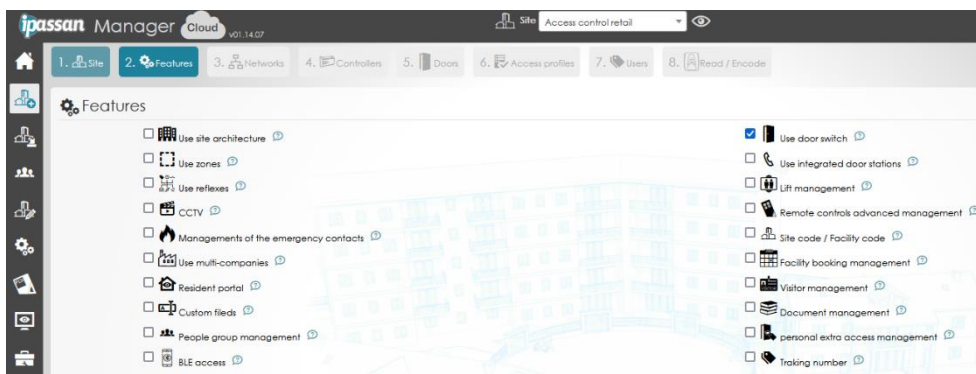 ipassan Manager Cloud v01.14.07
Site Access control retail
1. Site 2. Features 3. Networks 4. Controllers 5. Doors 6. Access profiles 7. Users 8. Read / Encode
Features
Use site architecture
Use zones
Use reflexes
CCTV
Managements of the emergency contacts
Use multi-companies
Resident portal
Custom fileds
People group management
BLE access
Use door switch
Use integrated door stations
Lift management
Remote controls advanced management
Site code / Facility code
Facility booking management
Visitor management
Document management
personal extra access management
Traking number